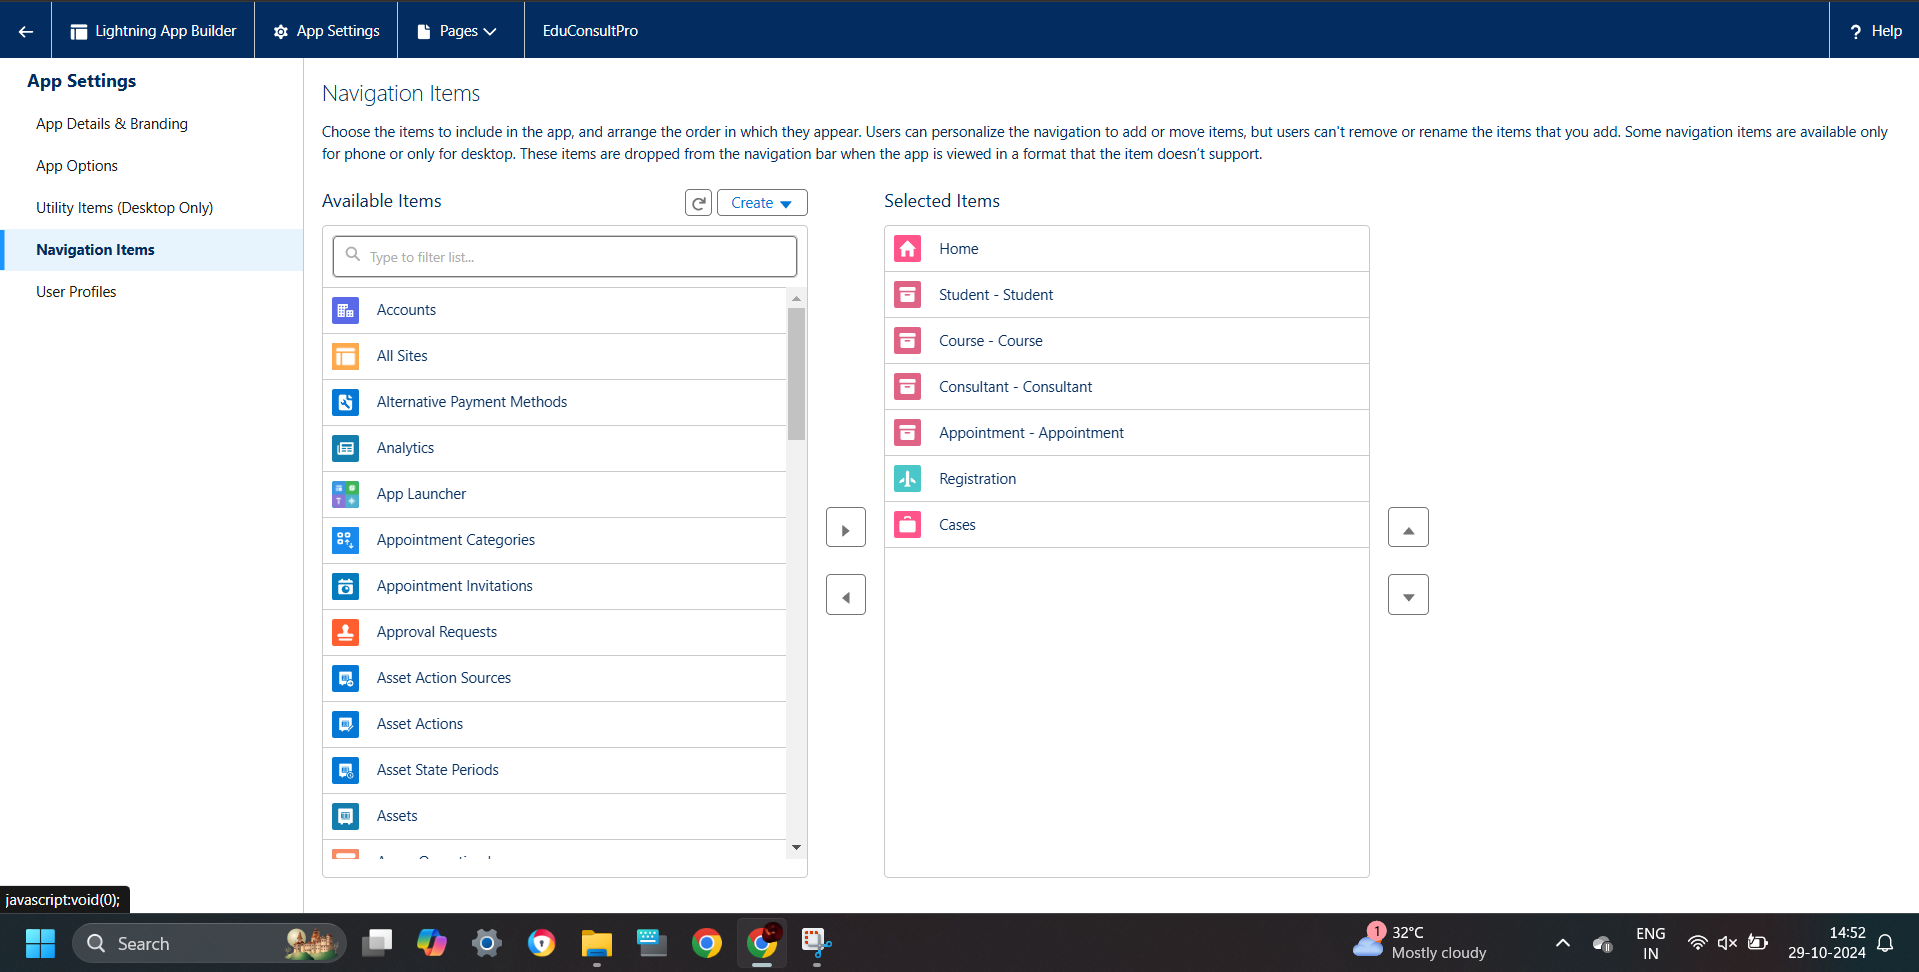 Lightning App Builder
App Settings
Pages
EduConsultPro
? Help
App Settings
App Details & Branding
App Options
Utility Items (Desktop Only)
Navigation Items
User Profiles
Navigation Items
Choose the items to include in the app, and arrange the order in which they appear. Users can personalize the navigation to add or move items, but users can't remove or rename the items that you add. Some navigation items are available only
for phone or only for desktop. These items are dropped from the navigation bar when the app is viewed in a format that the item doesn’t support.
Available Items
Create
Type to filter list...
Accounts
All Sites
Alternative Payment Methods
Analytics
App Launcher
Appointment Categories
Appointment Invitations
Approval Requests
Asset Action Sources
Asset Actions
Asset State Periods
Assets
Selected Items
Home
Student - Student
Course - Course
Consultant - Consultant
Appointment - Appointment
Registration
Cases
javascript:void(0);
Search
1
32°C
Mostly cloudy
ENG
IN
14:52
29-10-2024